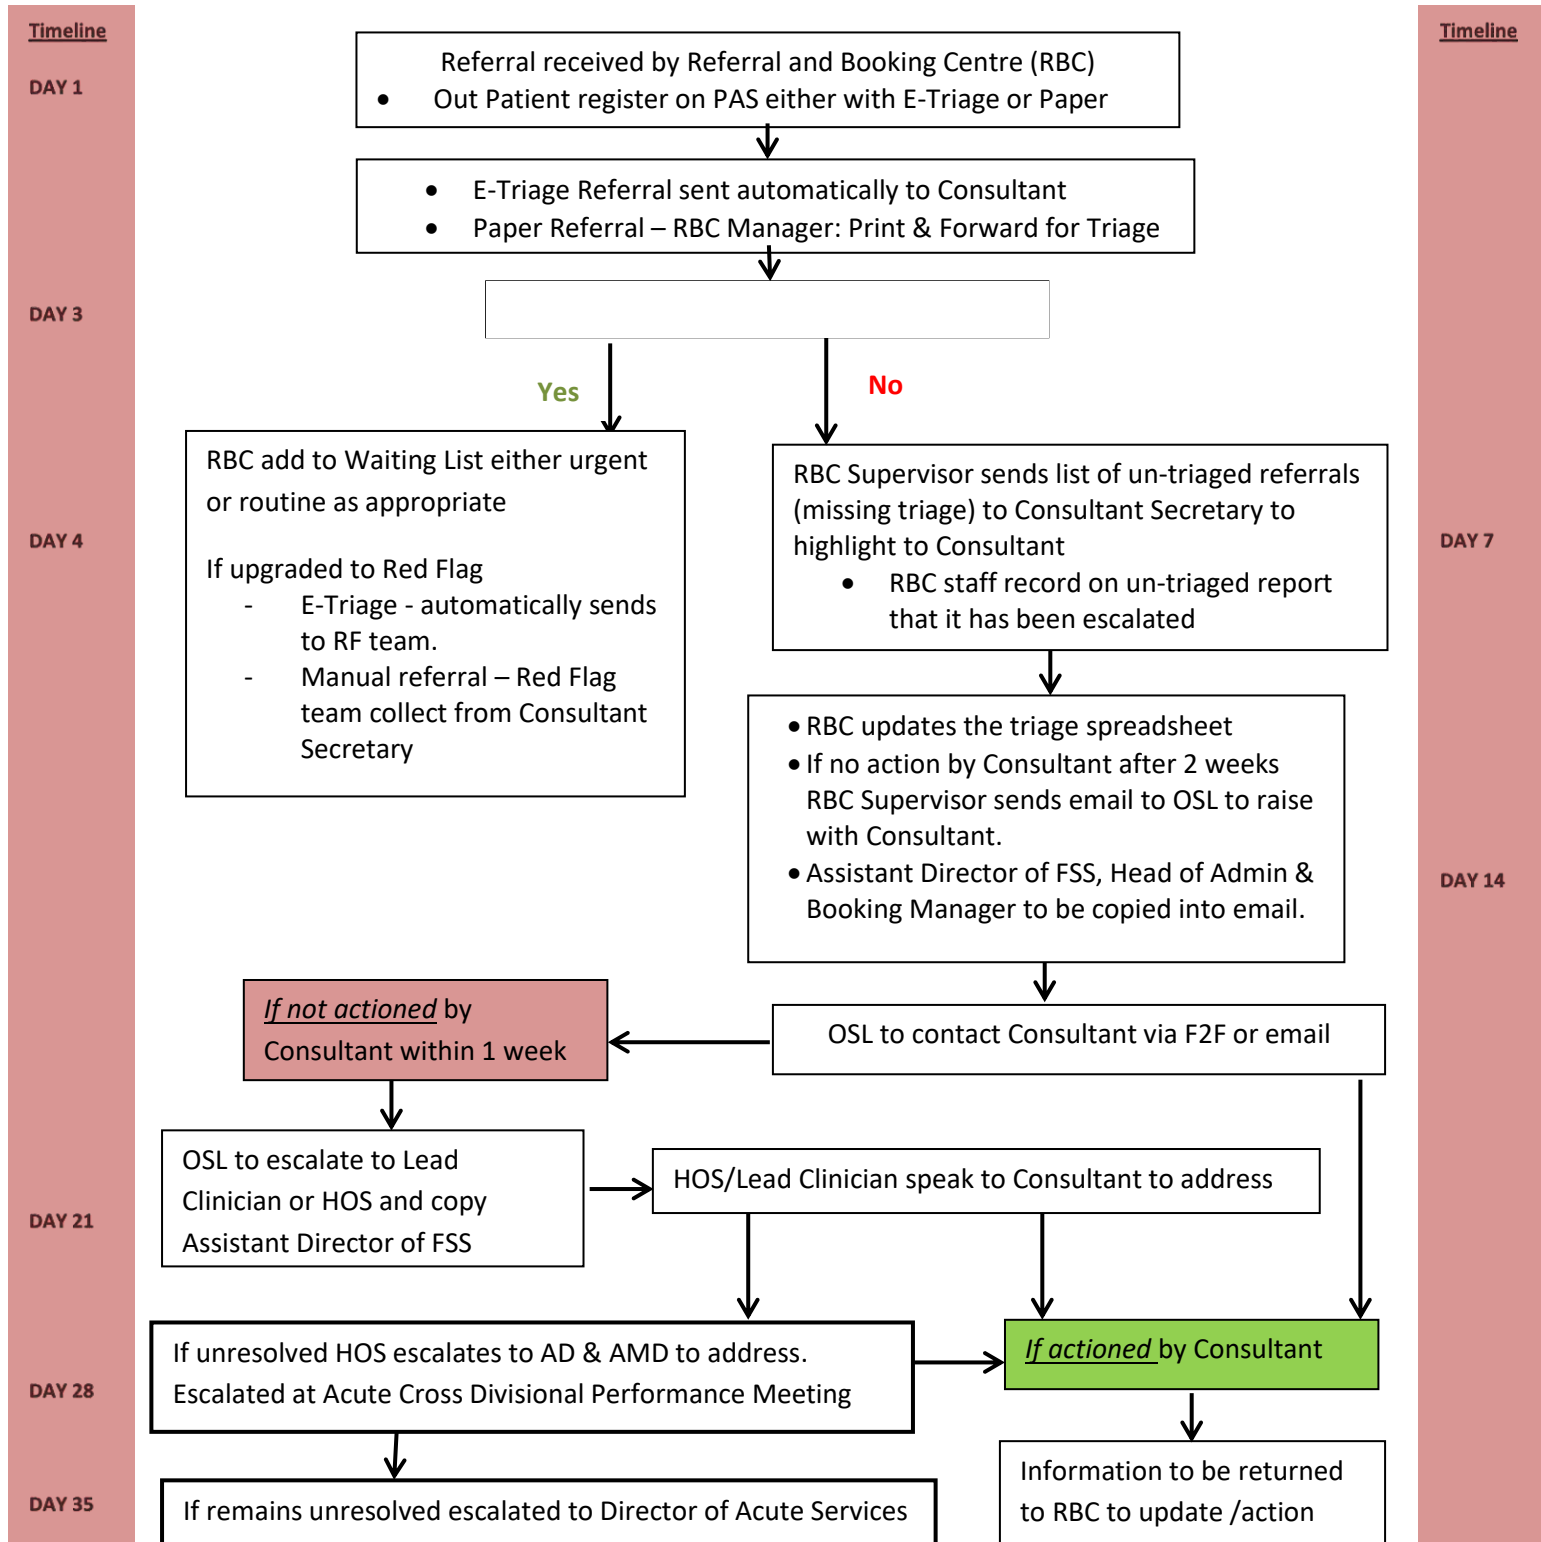 Timeline
Timeline
DAY 1
Referral received by Referral and Booking Centre (RBC)
• Out Patient register on PAS either with E-Triage or Paper
• E-Triage Referral sent automatically to Consultant
• Paper Referral – RBC Manager: Print & Forward for Triage
DAY 3
Yes
No
RBC add to Waiting List either urgent
or routine as appropriate
If upgraded to Red Flag
- E-Triage - automatically sends
to RF team.
- Manual referral – Red Flag
team collect from Consultant
Secretary
DAY 4
RBC Supervisor sends list of un-triaged referrals
(missing triage) to Consultant Secretary to
highlight to Consultant
• RBC staff record on un-triaged report
that it has been escalated
DAY 7
• RBC updates the triage spreadsheet
• If no action by Consultant after 2 weeks
RBC Supervisor sends email to OSL to raise
with Consultant.
• Assistant Director of FSS, Head of Admin &
Booking Manager to be copied into email.
DAY 14
OSL to contact Consultant via F2F or email
If not actioned by
Consultant within 1 week
OSL to escalate to Lead
Clinician or HOS and copy
Assistant Director of FSS
HOS/Lead Clinician speak to Consultant to address
DAY 21
If unresolved HOS escalates to AD & AMD to address.
Escalated at Acute Cross Divisional Performance Meeting
If actioned by Consultant
DAY 28
Information to be returned
to RBC to update /action
DAY 35
If remains unresolved escalated to Director of Acute Services